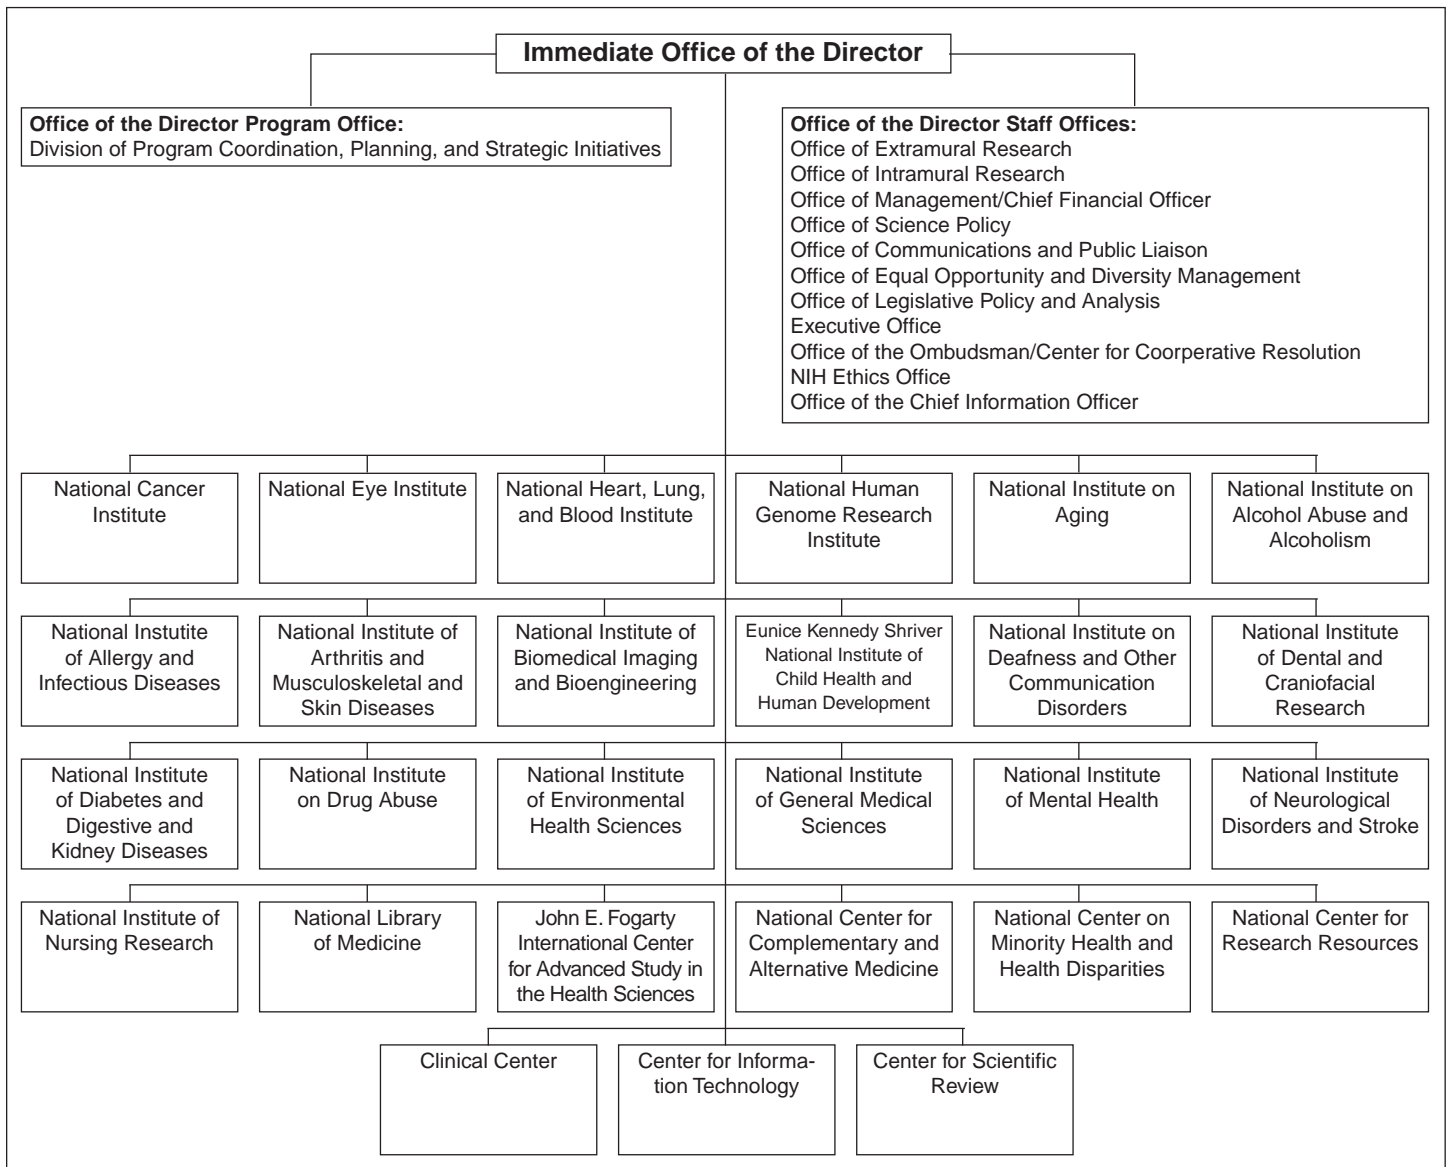 Immediate Office of the Director
Office of the Director Program Office:
Division of Program Coordination, Planning, and Strategic Initiatives
Office of the Director Staff Offices:
Office of Extramural Research
Office of Intramural Research
Office of Management/Chief Financial Officer
Office of Science Policy
Office of Communications and Public Liaison
Office of Equal Opportunity and Diversity Management
Office of Legislative Policy and Analysis
Executive Office
Office of the Ombudsman/Center for Coorperative Resolution
NIH Ethics Office
Office of the Chief Information Officer
National Cancer
Institute
National Eye Institute
National Heart, Lung,
and Blood Institute
National Human
Genome Research
Institute
National Institute on
Aging
National Institute on
Alcohol Abuse and
Alcoholism
National Instutite
of Allergy and
Infectious Diseases
National Institute of
Arthritis and
Musculoskeletal and
Skin Diseases
National Institute of
Biomedical Imaging
and Bioengineering
Eunice Kennedy Shriver
National Institute of
Child Health and
Human Development
National Institute on
Deafness and Other
Communication
Disorders
National Institute
of Dental and
Craniofacial
Research
National Institute
of Diabetes and
Digestive and
Kidney Diseases
National Institute
on Drug Abuse
National Institute
of Environmental
Health Sciences
National Institute
of General Medical
Sciences
National Institute
of Mental Health
National Institute
of Neurological
Disorders and Stroke
National Institute of
Nursing Research
National Library
of Medicine
John E. Fogarty
International Center
for Advanced Study in
the Health Sciences
National Center for
Complementary and
Alternative Medicine
National Center on
Minority Health and
Health Disparities
National Center for
Research Resources
Clinical Center
Center for Informa-
tion Technology
Center for Scientific
Review